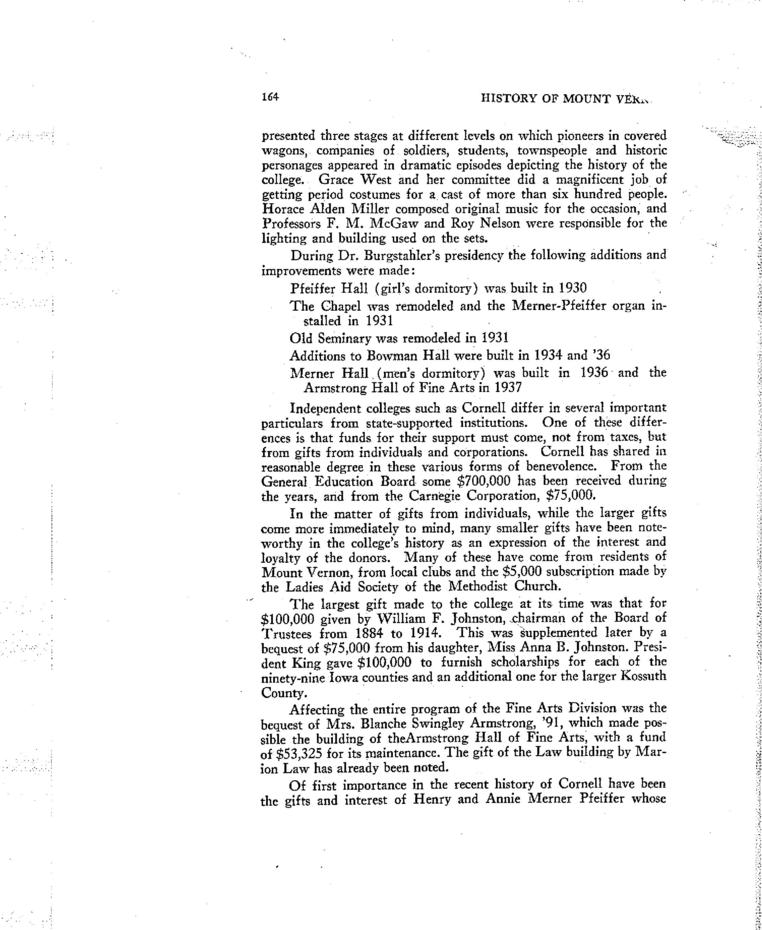 164 HISTORY OF MOUNT
presented three stages at different levels on which pioneers in covered
wagons, companies of soldiers, students, townspeople and historic
personages appeared in dramatic episodes depicting the history of the
college. Grace West and her committee did a magnificent job of
getting period costumes for a cast of more than six hundred people.
Horace Alden Miller composed original music for the occasion, and
Professors F. M. McGaw and Roy Nelson were responsible for the
lighting and building used on the sets.
During Dr. Burgstahler's presidency the following additions and
improvements were made:
Pfeiffer Hall (girl's dormitory) was built in 1930
The Chapel was remodeled and the Merner-Pfeiffer organ in-
stalled in 1931
Old Seminary was remodeled in 1931
Additions to Bowman Hall were built in 1934 and '36
Merner Hall (men's dormitory) was built in 1936 and the
Armstrong Hall of Fine Arts in 1937
Independent colleges such as Cornell differ in several important
particulars from state-supported institutions. One of these differ-
ences is that funds for their support must come, not from taxes, but
from gifts from individuals and corporations. Cornell has shared in
reasonable degree in these various forms of benevolence. From the
General Education Board some $700,000 has been received during
the years, and from the Carnegie Corporation, $75,000.
In the matter of gifts from individuals, while the larger gifts
come more immediately to mind, many smaller gifts have been note-
worthy in the college's history as an expression of the interest and
loyalty of the donors. Many of these have come from residents of
Mount Vernon, from local clubs and the $5,000 subscription made by
the Ladies Aid Society of the Methodist Church.
The largest gift made to the college at its time was that for
$100,000 given by William F. Johnston, chairman of the Board of
Trustees from 1884 to 1914. This was supplemented later by a
bequest of $75,000 from his daughter, Miss Anna B. Johnston. Presi-
dent King gave $100,000 to furnish scholarships for each of the
ninety-nine Iowa counties and an additional one for the larger Kossuth
County.
Affecting the entire program of the Fine Arts Division was the
bequest of Mrs. Blanche Swingley Armstrong, '91, which made pos-
sible the building of theArmstrong Hall of Fine Arts, with a fund
of $53,325 for its maintenance. The gift of the Law building by Mar-
ion Law has already been noted.
Of first importance in the recent history of Cornell have been
the gifts and interest of Henry and Annie Merner Pfeiffer whose